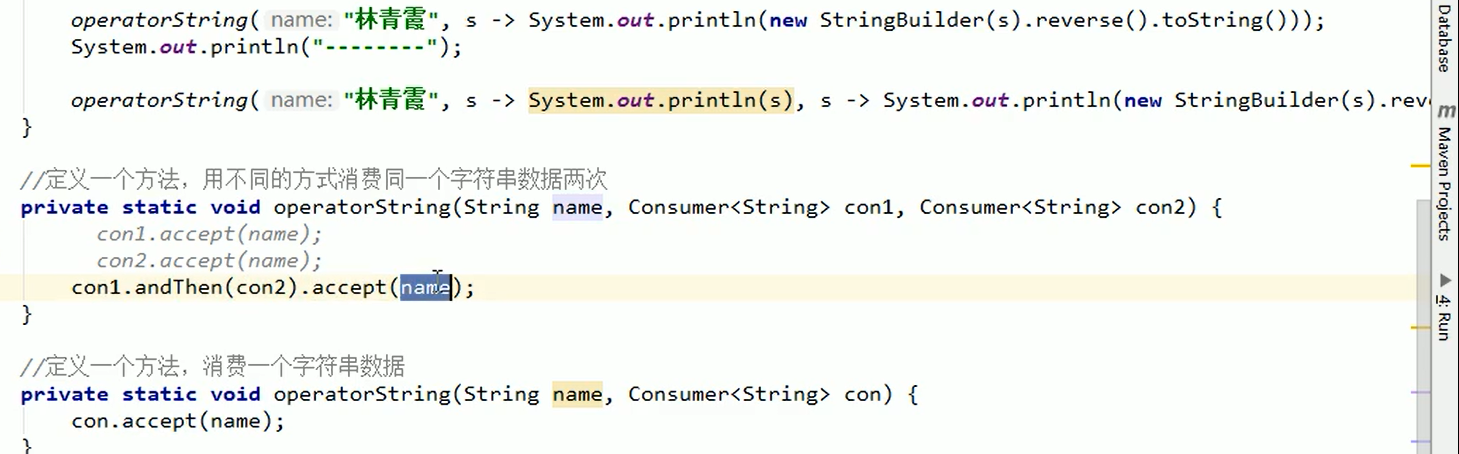 operatorString( name: "林青霞", s -> System.out.println(new StringBuilder(s).reverse().toString()));
System.out.println("--------");
operatorString( name: "林青霞", s -> System.out.println(s), s -> System.out.println(new StringBuilder(s).rev
}
//定义一个方法，用不同的方式消费同一个字符串数据两次
private static void operatorString(String name, Consumer<String> con1, Consumer<String> con2) {
con1.accept(name);
con2.accept(name);
con1.andThen(con2).accept(name);
}
//定义一个方法，消费一个字符串数据
private static void operatorString(String name, Consumer<String> con) {
con.accept(name);
}
Database
m Maven Projects
4: Run